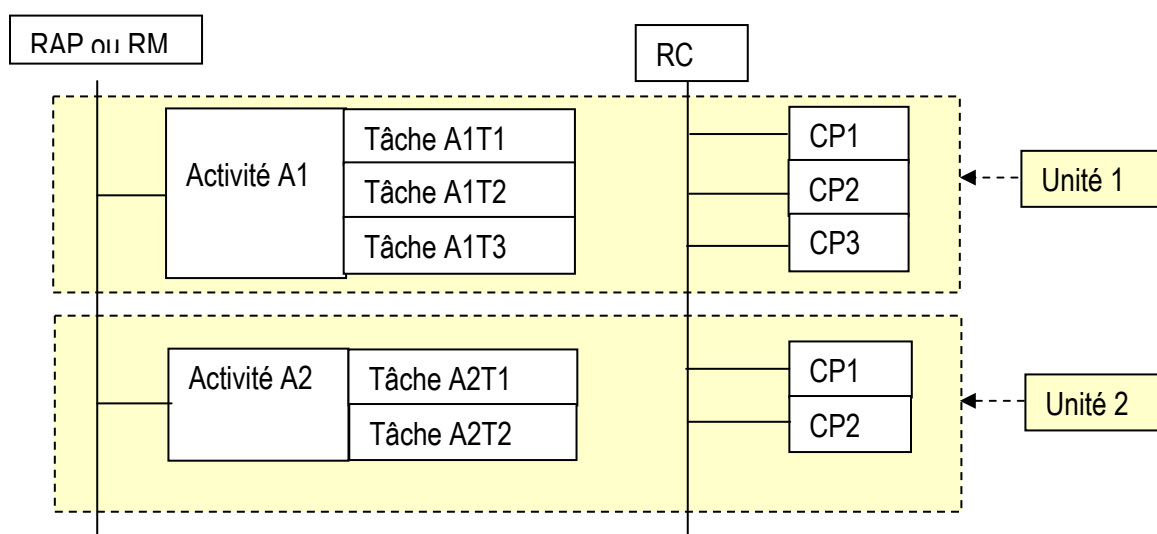 RAP ou RM
RC
Activité A1
Tâche A1T1
Tâche A1T2
Tâche A1T3
CP1
CP2
CP3
Unité 1
Activité A2
Tâche A2T1
Tâche A2T2
CP1
CP2
Unité 2